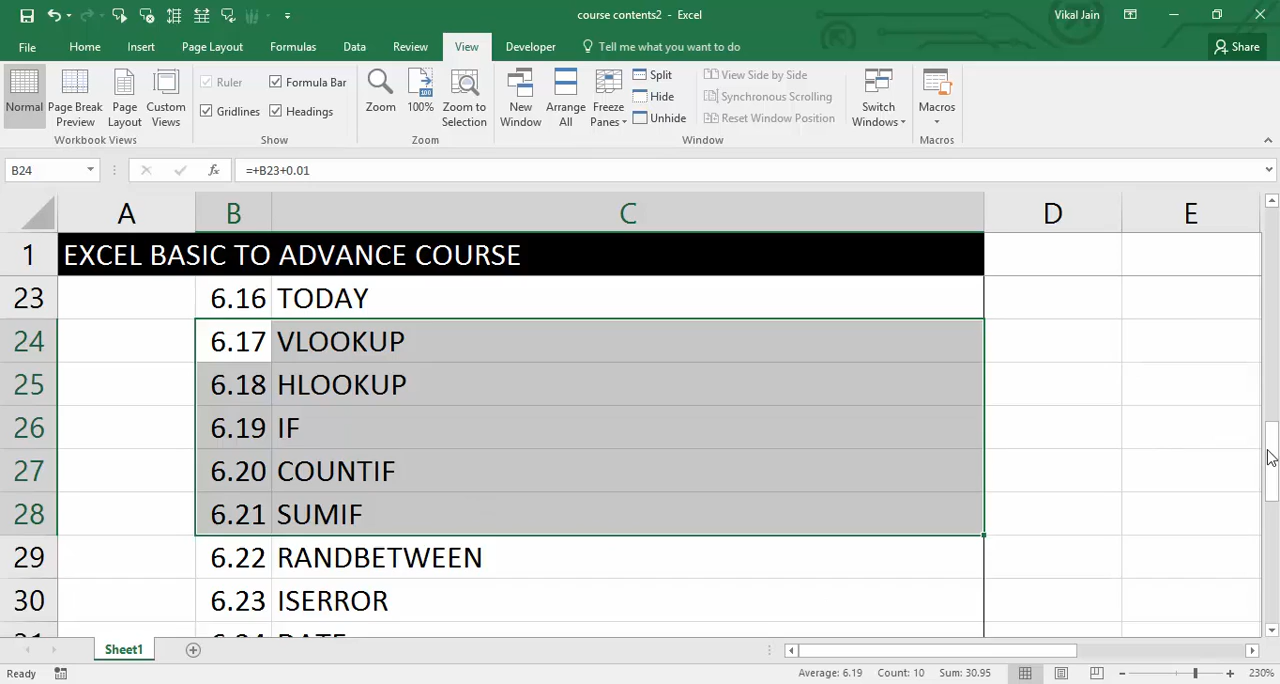 course contents2 - Excel
Vikal Jain
File Home Insert Page Layout Formulas Data Review View Developer Tell me what you want to do Share
Normal Page Break Preview Page Layout Custom Views
Workbook Views
Ruler Formula Bar
Gridlines Headings
Show
Zoom 100% Zoom to Selection
Zoom
New Window Arrange All Freeze Panes
Split
Hide
Unhide
View Side by Side
Synchronous Scrolling
Reset Window Position
Switch Windows
Window
Macros
Macros
B24 fx =+B23+0.01
A B C D E
1 EXCEL BASIC TO ADVANCE COURSE
23 6.16 TODAY
24 6.17 VLOOKUP
25 6.18 HLOOKUP
26 6.19 IF
27 6.20 COUNTIF
28 6.21 SUMIF
29 6.22 RANDBETWEEN
30 6.23 ISERROR
31 6.24 DATE
Sheet1
Ready Average: 6.19 Count: 10 Sum: 30.95 230%